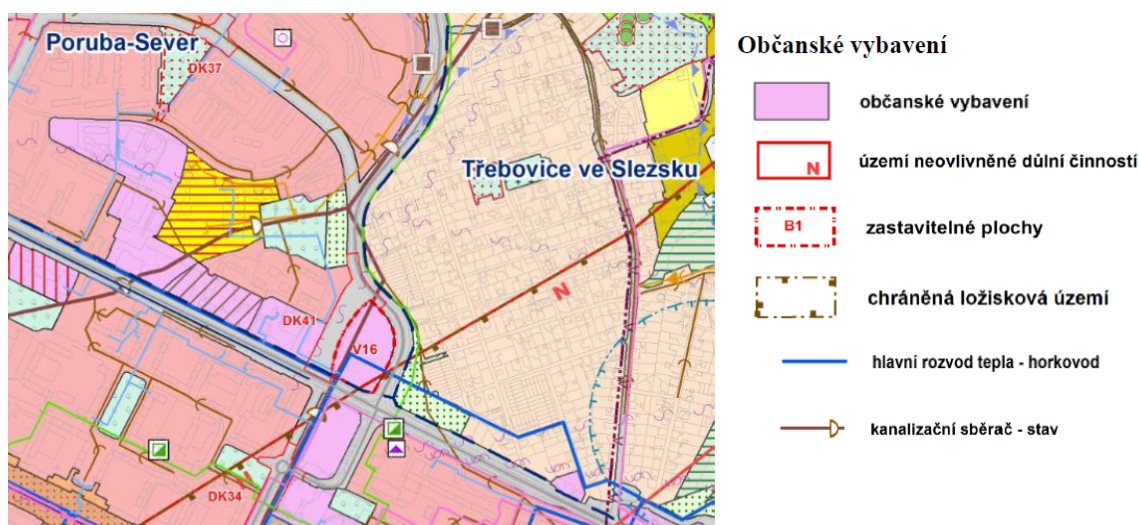 Poruba-Sever
DK37
Třebovice ve Slezsku
N
DK41
V16
DK34
Občanské vybavení
občanské vybavení
N
území neovlivněné důlní činností
B1
zastavitelné plochy
chráněná ložisková území
hlavní rozvod tepla - horkovod
kanalizační sběrač - stav